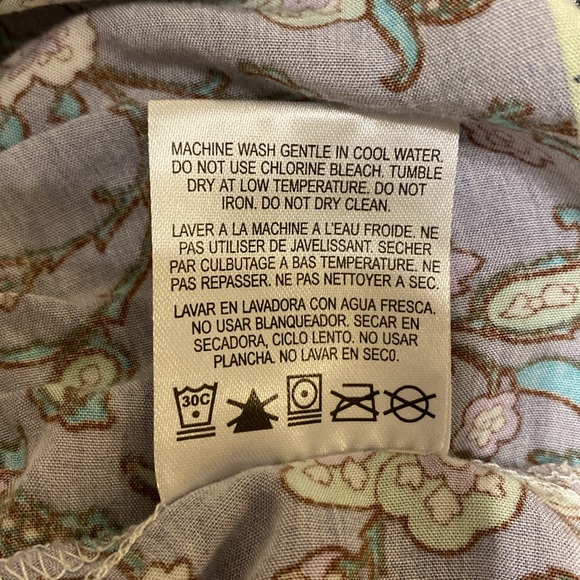 MACHINE WASH GENTLE IN COOL WATER.
DO NOT USE CHLORINE BLEACH. TUMBLE
DRY AT LOW TEMPERATURE. DO NOT
IRON. DO NOT DRY CLEAN.
LAVER A LA MACHINE A L'EAU FROIDE. NE
PAS UTILISER DE JAVELISSANT. SECHER
PAR CULBUTAGE A BAS TEMPERATURE. NE
PAS REPASSER. NE PAS NETTOYER A SEC.
LAVAR EN LAVADORA CON AGUA FRESCA.
NO USAR BLANQUEADOR. SECAR EN
SECADORA, CICLO LENTO. NO USAR
PLANCHA. NO LAVAR EN SECO.
30C